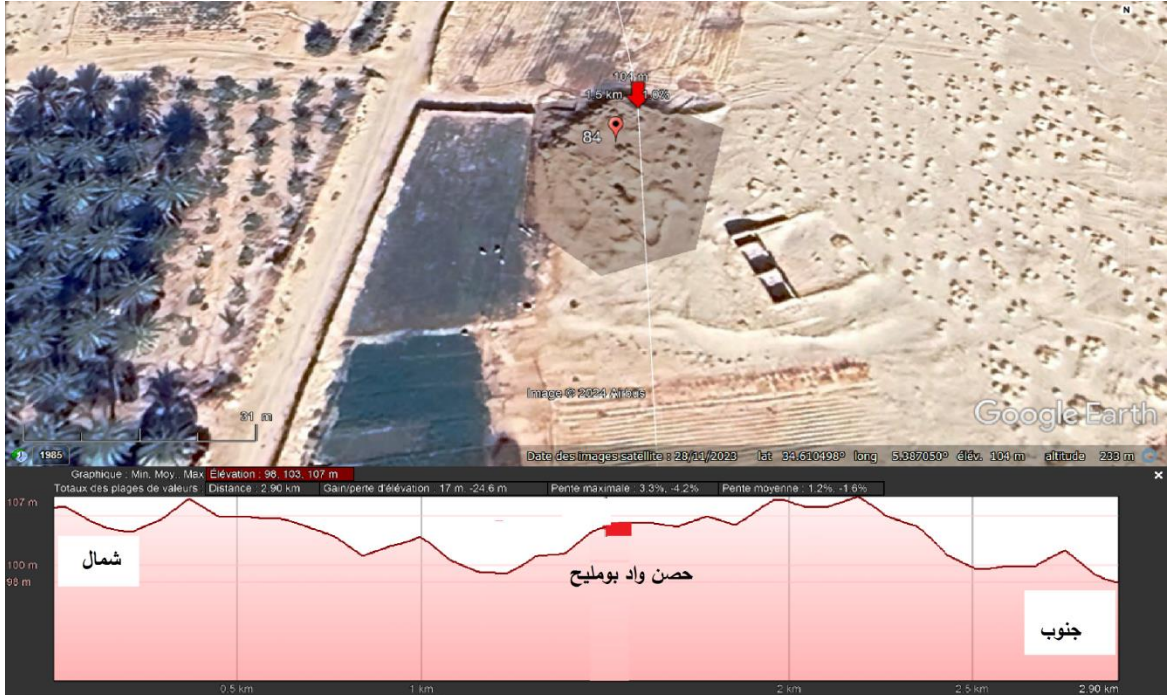 N
104 m
84
31 m
1985
Image © 2024 Airbus
Google Earth
Date des images satellite : 28/11/2023 lat 34.610498° long 5.387050° élév. 104 m altitude 233 m
Graphique : Min, Moy., Max Élévation : 98, 103, 107 m
Totaux des plages de valeurs Distance : 2.90 km Gain/perte d'élévation : 17 m, -24.6 m Pente maximale : 3.3%, -4.2% Pente moyenne : 1.2%, -1.6%
107 m
100 m
98 m
شمال
حصن واد بومليح
جنوب
0.5 km
1 km
2 km
2.5 km
2.90 km